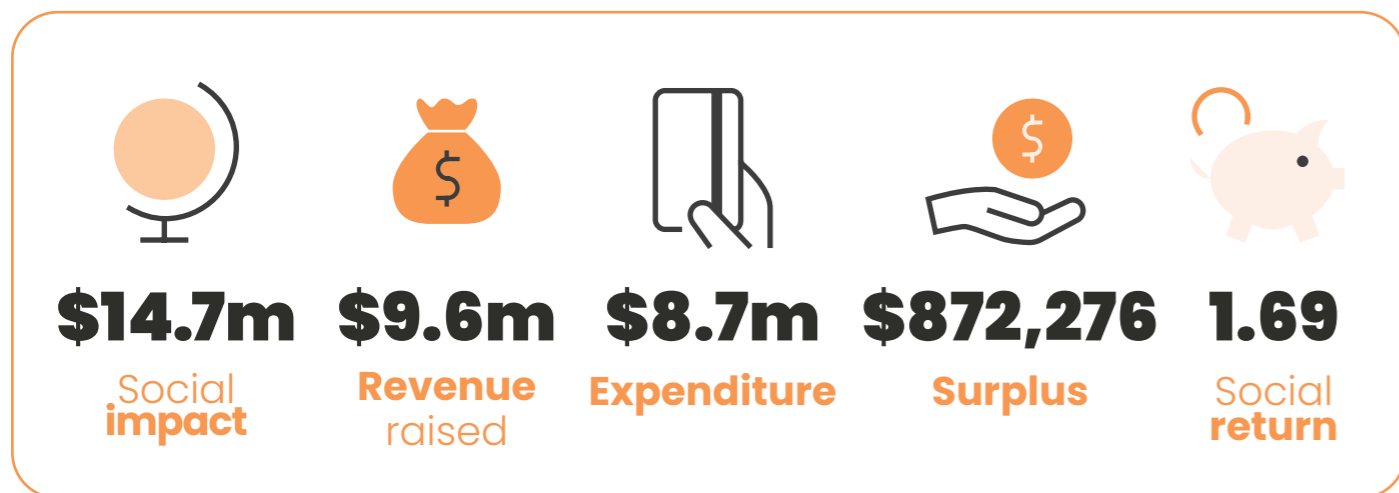 $
$
$14.7m
Social
impact
$9.6m
Revenue
raised
$8.7m
Expenditure
$872,276
Surplus
1.69
Social
return